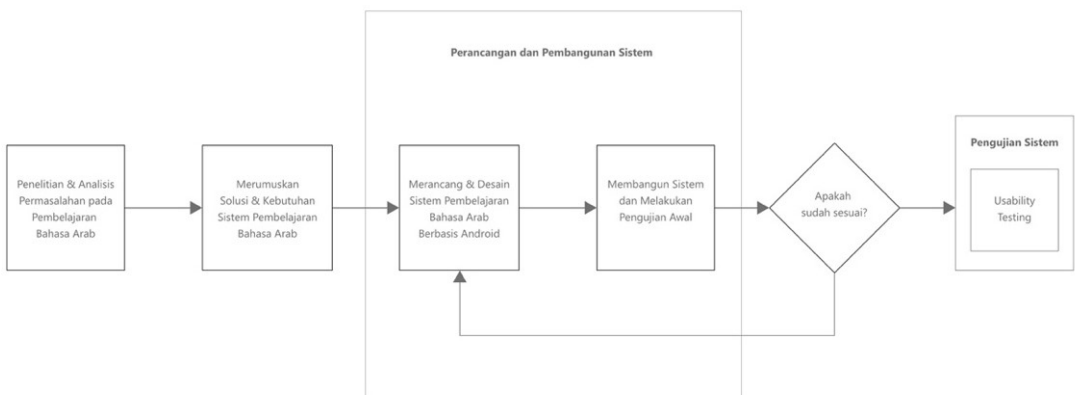 Perancangan dan Pembangunan Sistem
Penelitian & Analisis
Permasalahan pada
Pembelajaran
Bahasa Arab
Merumuskan
Solusi & Kebutuhan
Sistem Pembelajaran
Bahasa Arab
Merancang & Desain
Sistem Pembelajaran
Bahasa Arab
Berbasis Android
Membangun Sistem
dan Melakukan
Pengujian Awal
Apakah
sudah sesuai?
Pengujian Sistem
Usability
Testing